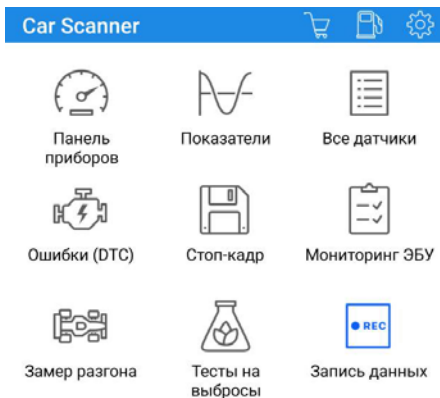 Car Scanner
Панель
приборов
Показатели
Все датчики
Ошибки (DTC)
Стоп-кадр
Мониторинг ЭБУ
REC
Замер разгона
Тесты на
выбросы
Запись данных